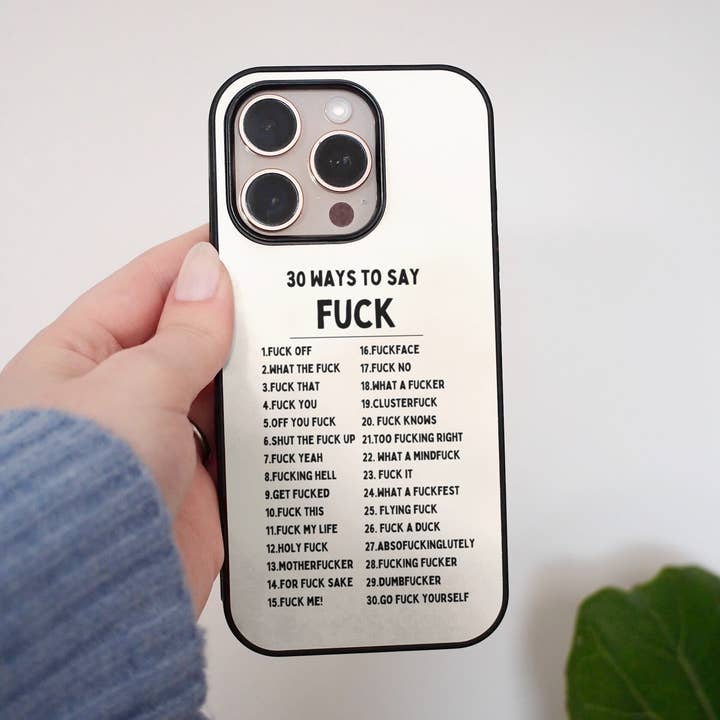 30 WAYS TO SAY
FUCK
1.FUCK OFF
2.WHAT THE FUCK
3.FUCK THAT
4.FUCK YOU
5.OFF YOU FUCK
6.SHUT THE FUCK UP
7.FUCK YEAH
8.FUCKING HELL
9.GET FUCKED
10.FUCK THIS
11.FUCK MY LIFE
12.HOLY FUCK
13.MOTHERFUCKER
14.FOR FUCK SAKE
15.FUCK ME!
16.FUCKFACE
17.FUCK NO
18.WHAT A FUCKER
19.CLUSTERFUCK
20. FUCK KNOWS
21.TOO FUCKING RIGHT
22. WHAT A MINDFUCK
23. FUCK IT
24.WHAT A FUCKFEST
25. FLYING FUCK
26. FUCK A DUCK
27.ABSOFUCKINGLUTELY
28.FUCKING FUCKER
29.DUMBFUCKER
30.GO FUCK YOURSELF